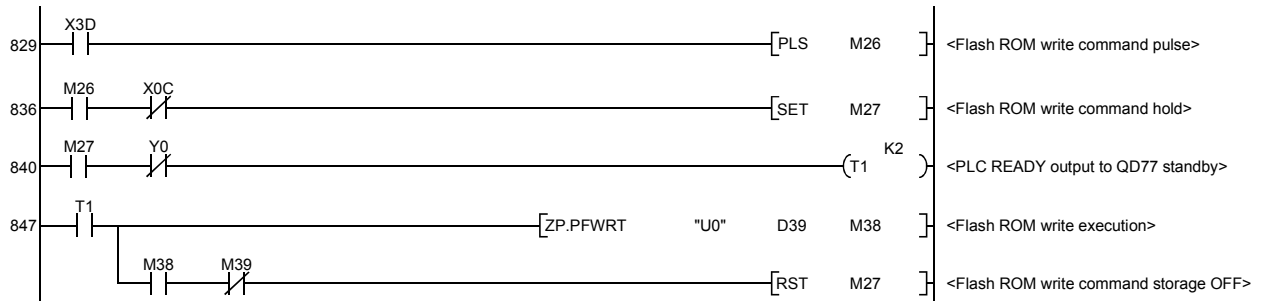 X3D
829 PLS M26 <Flash ROM write command pulse>
M26 X0C
836 SET M27 <Flash ROM write command hold>
M27 Y0 K2
840 T1 <PLC READY output to QD77 standby>
T1
847 ZP.PFWRT "U0" D39 M38 <Flash ROM write execution>
M38 M39
RST M27 <Flash ROM write command storage OFF>